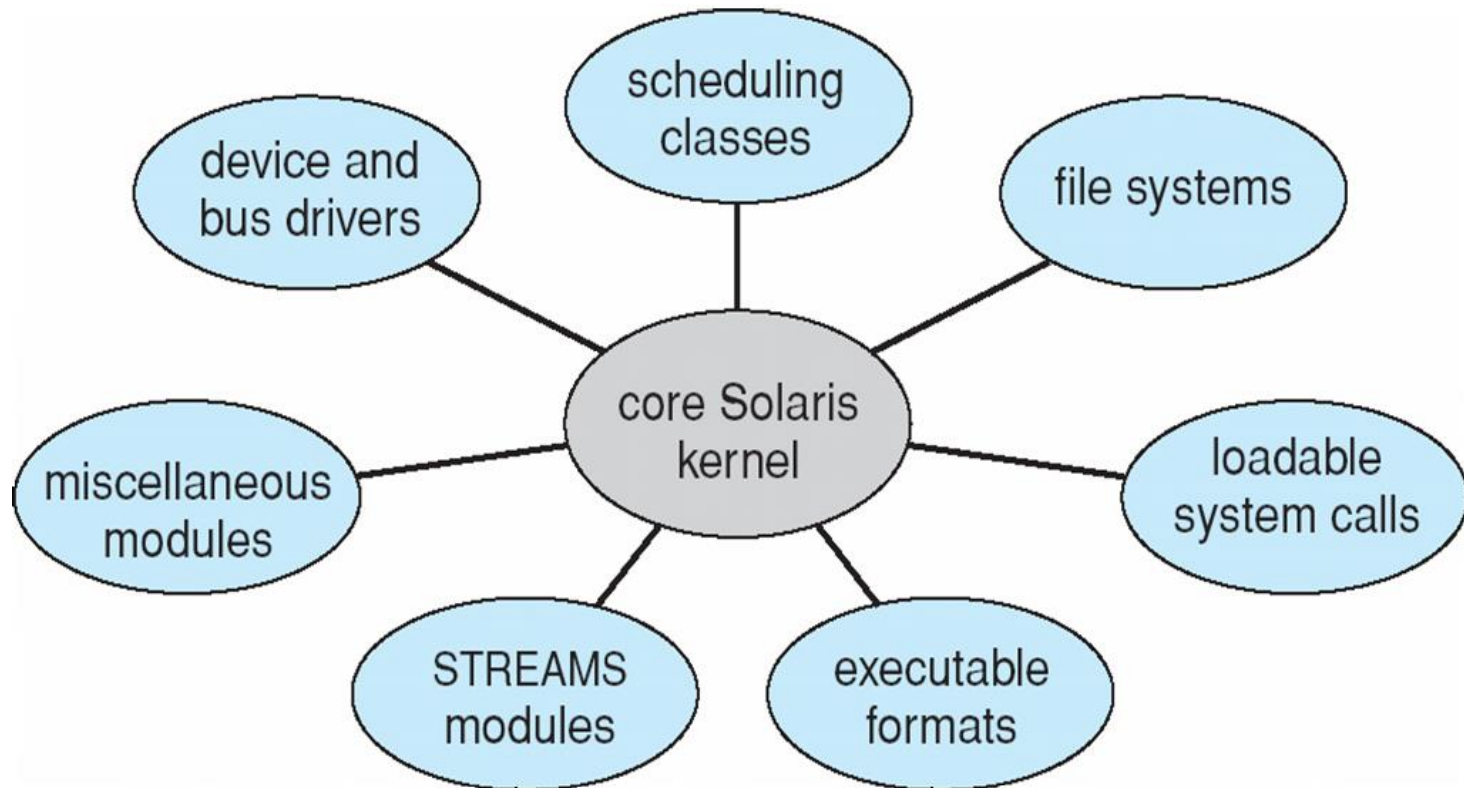 scheduling
classes
device and
bus drivers
file systems
core Solaris
kernel
loadable
system calls
miscellaneous
modules
STREAMS
modules
executable
formats